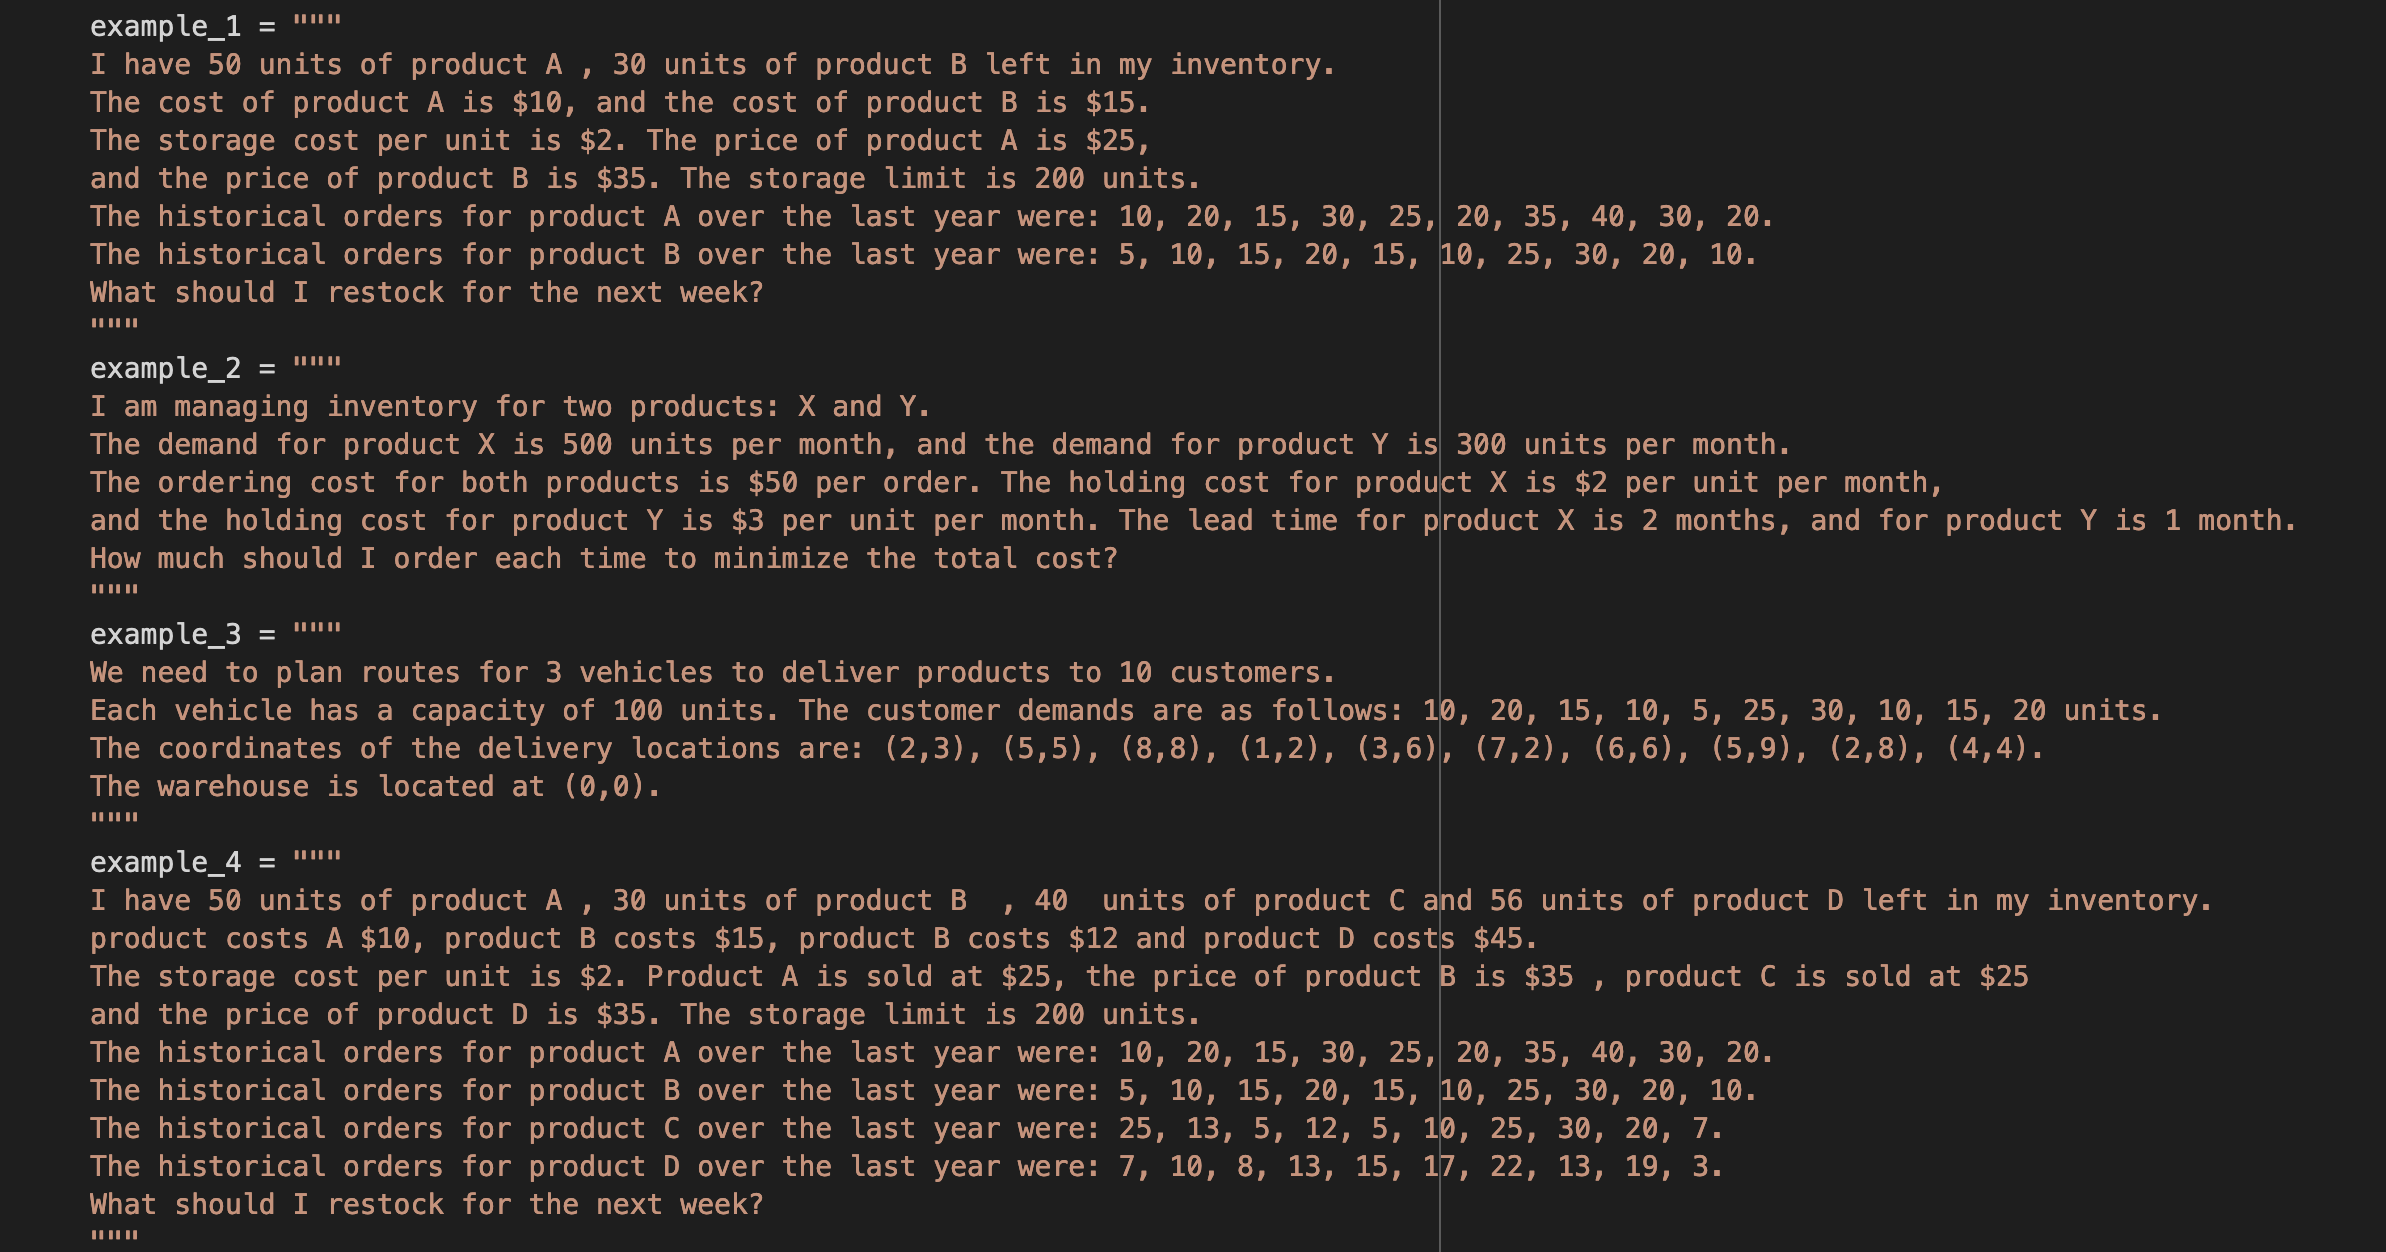 example_1 = """
I have 50 units of product A , 30 units of product B left in my inventory.
The cost of product A is $10, and the cost of product B is $15.
The storage cost per unit is $2. The price of product A is $25,
and the price of product B is $35. The storage limit is 200 units.
The historical orders for product A over the last year were: 10, 20, 15, 30, 25, 20, 35, 40, 30, 20.
The historical orders for product B over the last year were: 5, 10, 15, 20, 15, 10, 25, 30, 20, 10.
What should I restock for the next week?
"""
example_2 = """
I am managing inventory for two products: X and Y.
The demand for product X is 500 units per month, and the demand for product Y is 300 units per month.
The ordering cost for both products is $50 per order. The holding cost for product X is $2 per unit per month,
and the holding cost for product Y is $3 per unit per month. The lead time for product X is 2 months, and for product Y is 1 month.
How much should I order each time to minimize the total cost?
"""
example_3 = """
We need to plan routes for 3 vehicles to deliver products to 10 customers.
Each vehicle has a capacity of 100 units. The customer demands are as follows: 10, 20, 15, 10, 5, 25, 30, 10, 15, 20 units.
The coordinates of the delivery locations are: (2,3), (5,5), (8,8), (1,2), (3,6), (7,2), (6,6), (5,9), (2,8), (4,4).
The warehouse is located at (0,0).
"""
example_4 = """
I have 50 units of product A , 30 units of product B  , 40  units of product C and 56 units of product D left in my inventory.
product costs A $10, product B costs $15, product B costs $12 and product D costs $45.
The storage cost per unit is $2. Product A is sold at $25, the price of product B is $35 , product C is sold at $25
and the price of product D is $35. The storage limit is 200 units.
The historical orders for product A over the last year were: 10, 20, 15, 30, 25, 20, 35, 40, 30, 20.
The historical orders for product B over the last year were: 5, 10, 15, 20, 15, 10, 25, 30, 20, 10.
The historical orders for product C over the last year were: 25, 13, 5, 12, 5, 10, 25, 30, 20, 7.
The historical orders for product D over the last year were: 7, 10, 8, 13, 15, 17, 22, 13, 19, 3.
What should I restock for the next week?
"""